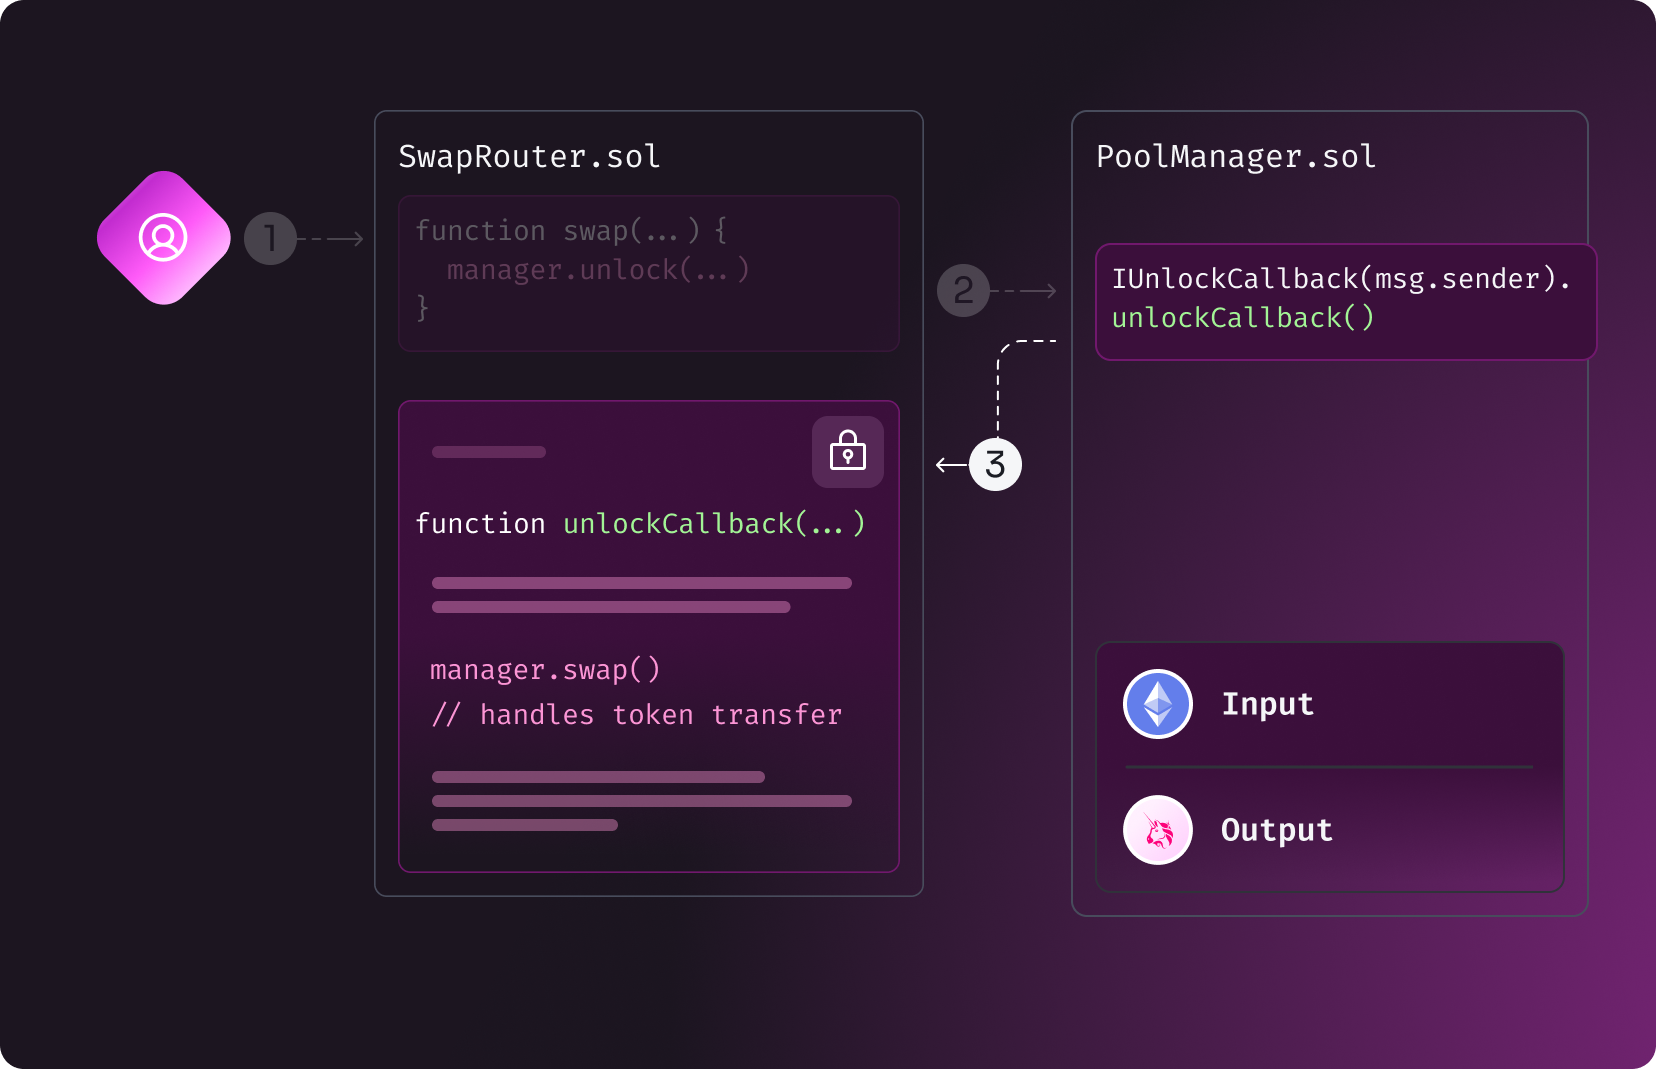 1
SwapRouter.sol
function swap(...) {
manager.unlock(...)
}
2
PoolManager.sol
IUnlockCallback(msg.sender).
unlockCallback()
3
function unlockCallback(...)
manager.swap()
// handles token transfer
Input
Output